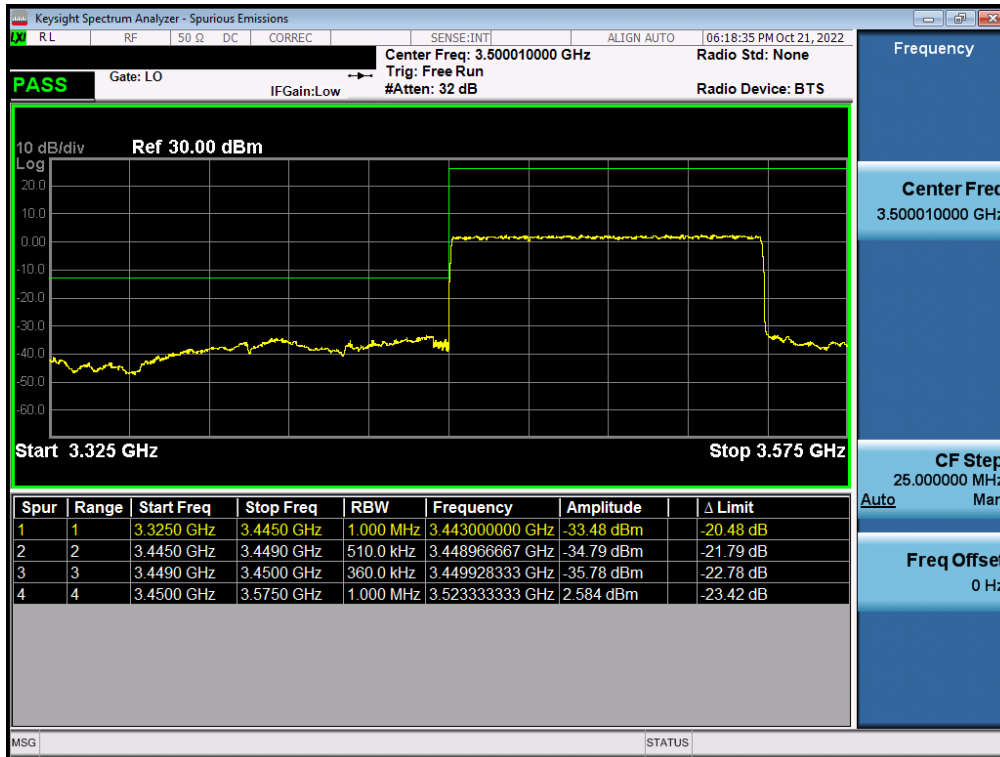 Keysight Spectrum Analyzer - Spurious Emissions
LXI RL RF 50 Ω DC CORREC SENSE:INT ALIGN AUTO 06:18:35 PM Oct 21, 2022
Center Freq: 3.500010000 GHz Radio Std: None
PASS Gate: LO Trig: Free Run
IFGain:Low #Atten: 32 dB Radio Device: BTS
Frequency
10 dB/div Ref 30.00 dBm
Log
20.0
10.0
0.00
-10.0
-20.0
-30.0
-40.0
-50.0
-60.0
Start 3.325 GHz Stop 3.575 GHz
Spur Range Start Freq Stop Freq RBW Frequency Amplitude Δ Limit
1 1 3.3250 GHz 3.4450 GHz 1.000 MHz 3.443000000 GHz -33.48 dBm -20.48 dB
2 2 3.4450 GHz 3.4490 GHz 510.0 kHz 3.448966667 GHz -34.79 dBm -21.79 dB
3 3 3.4490 GHz 3.4500 GHz 360.0 kHz 3.449928333 GHz -35.78 dBm -22.78 dB
4 4 3.4500 GHz 3.5750 GHz 1.000 MHz 3.523333333 GHz 2.584 dBm -23.42 dB
Center Freq
3.500010000 GHz
CF Step
25.000000 MHz
Auto Man
Freq Offset
0 Hz
MSG STATUS